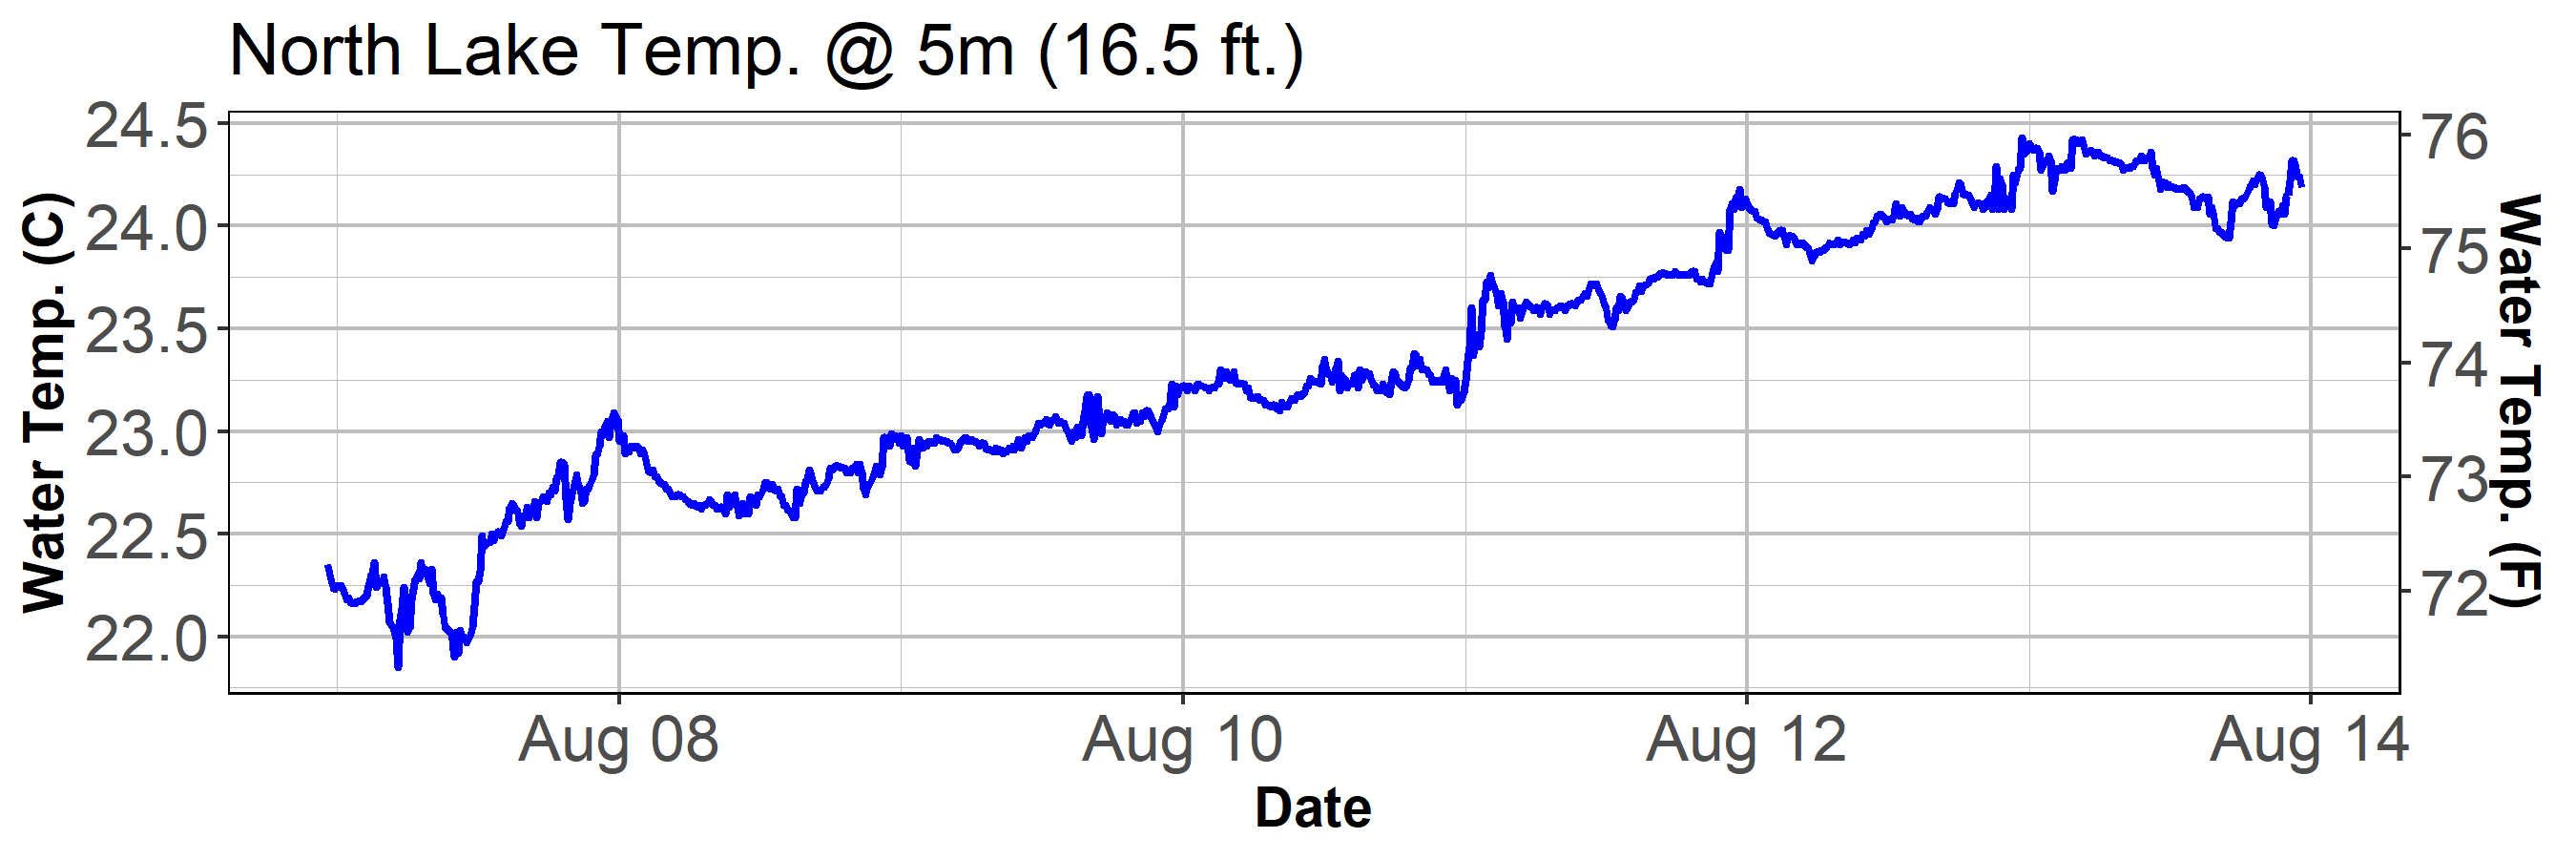 North Lake Temp. @ 5m (16.5 ft.)
Water Temp. (C)
24.5
24.0
23.5
23.0
22.5
22.0
76
75
74
73
72
Water Temp. (F)
Aug 08
Aug 10
Aug 12
Aug 14
Date